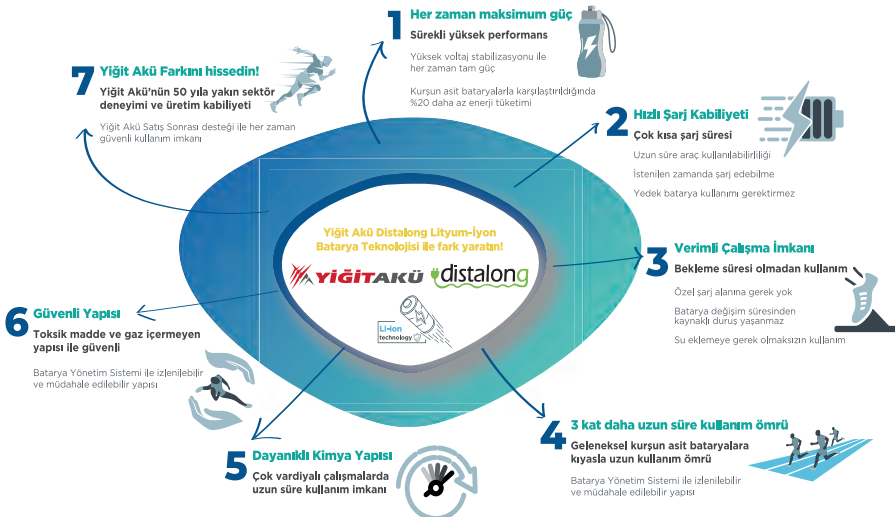 1
Her zaman maksimum güç
Sürekli yüksek performans
Yüksek voltaj stabilizasyonu ile
her zaman tam güç
Kurşun asit bataryalarla karşılaştırıldığında
%20 daha az enerji tüketimi
2
Hızlı Şarj Kabiliyeti
Çok kısa şarj süresi
Uzun süre araç kullanılabilirliliği
İstenilen zamanda şarj edebilme
Yedek batarya kullanımı gerektirmez
3
Verimli Çalışma İmkanı
Bekleme süresi olmadan kullanım
Özel şarj alanına gerek yok
Batarya değişim süresinden
kaynaklı duruş yaşanmaz
Su eklemeye gerek olmaksızın kullanım
4
3 kat daha uzun süre kullanım ömrü
Geleneksel kurşun asit bataryalara
kıyasla uzun kullanım ömrü
Batarya Yönetim Sistemi ile izlenilebilir
ve müdahale edilebilir yapısı
5
Dayanıklı Kimya Yapısı
Çok vardiyalı çalışmalarda
uzun süre kullanım imkanı
6
Güvenli Yapısı
Toksik madde ve gaz içermeyen
yapısı ile güvenli
Batarya Yönetim Sistemi ile izlenilebilir
ve müdahale edilebilir yapısı
7
Yiğit Akü Farkını hissedin!
Yiğit Akü'nün 50 yıla yakın sektör
deneyimi ve üretim kabiliyeti
Yiğit Akü Satış Sonrası desteği ile her zaman
güvenli kullanım imkanı
Yiğit Akü Distalong Lityum-İyon
Batarya Teknolojisi ile fark yaratın!
YİĞİTAKÜ
distalong
Li-ion
technology